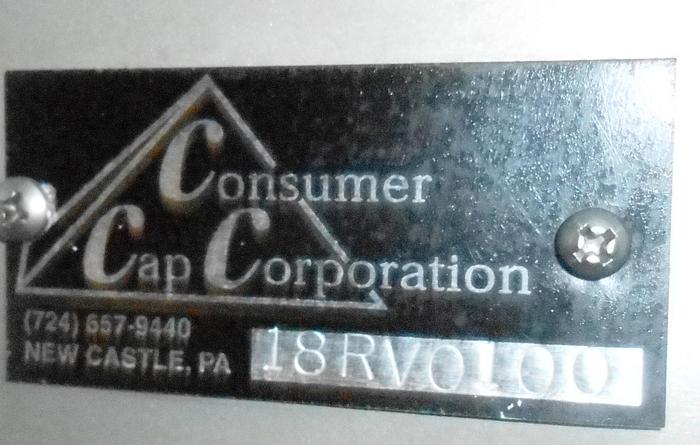 Consumer
Cap Corporation
(724) 657-9440
NEW CASTLE, PA
18RV0100